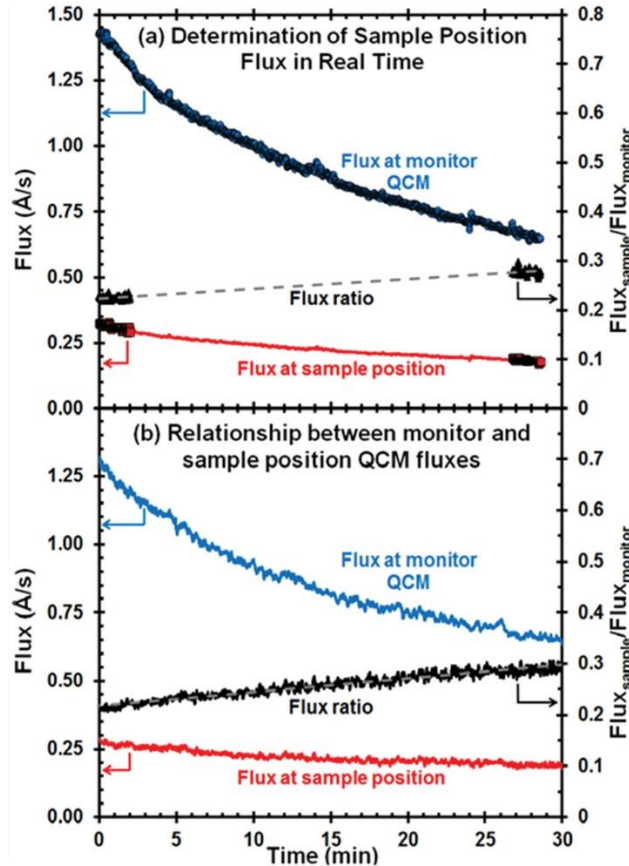 (a) Determination of Sample Position
Flux in Real Time
1.50
1.25
1.00
0.75
0.50
0.25
0.00
Flux (Å/s)
Flux at monitor
QCM
Flux ratio
Flux at sample position
0.8
0.7
0.6
0.5
0.4
0.3
0.2
0.1
0
Flux_sample/Flux_monitor
(b) Relationship between monitor and
sample position QCM fluxes
1.25
1.00
0.75
0.50
0.25
0.00
Flux (Å/s)
Flux at monitor
QCM
Flux ratio
Flux at sample position
0.7
0.6
0.5
0.4
0.3
0.2
0.1
0
Flux_sample/Flux_monitor
0
5
10
15
20
25
30
Time (min)